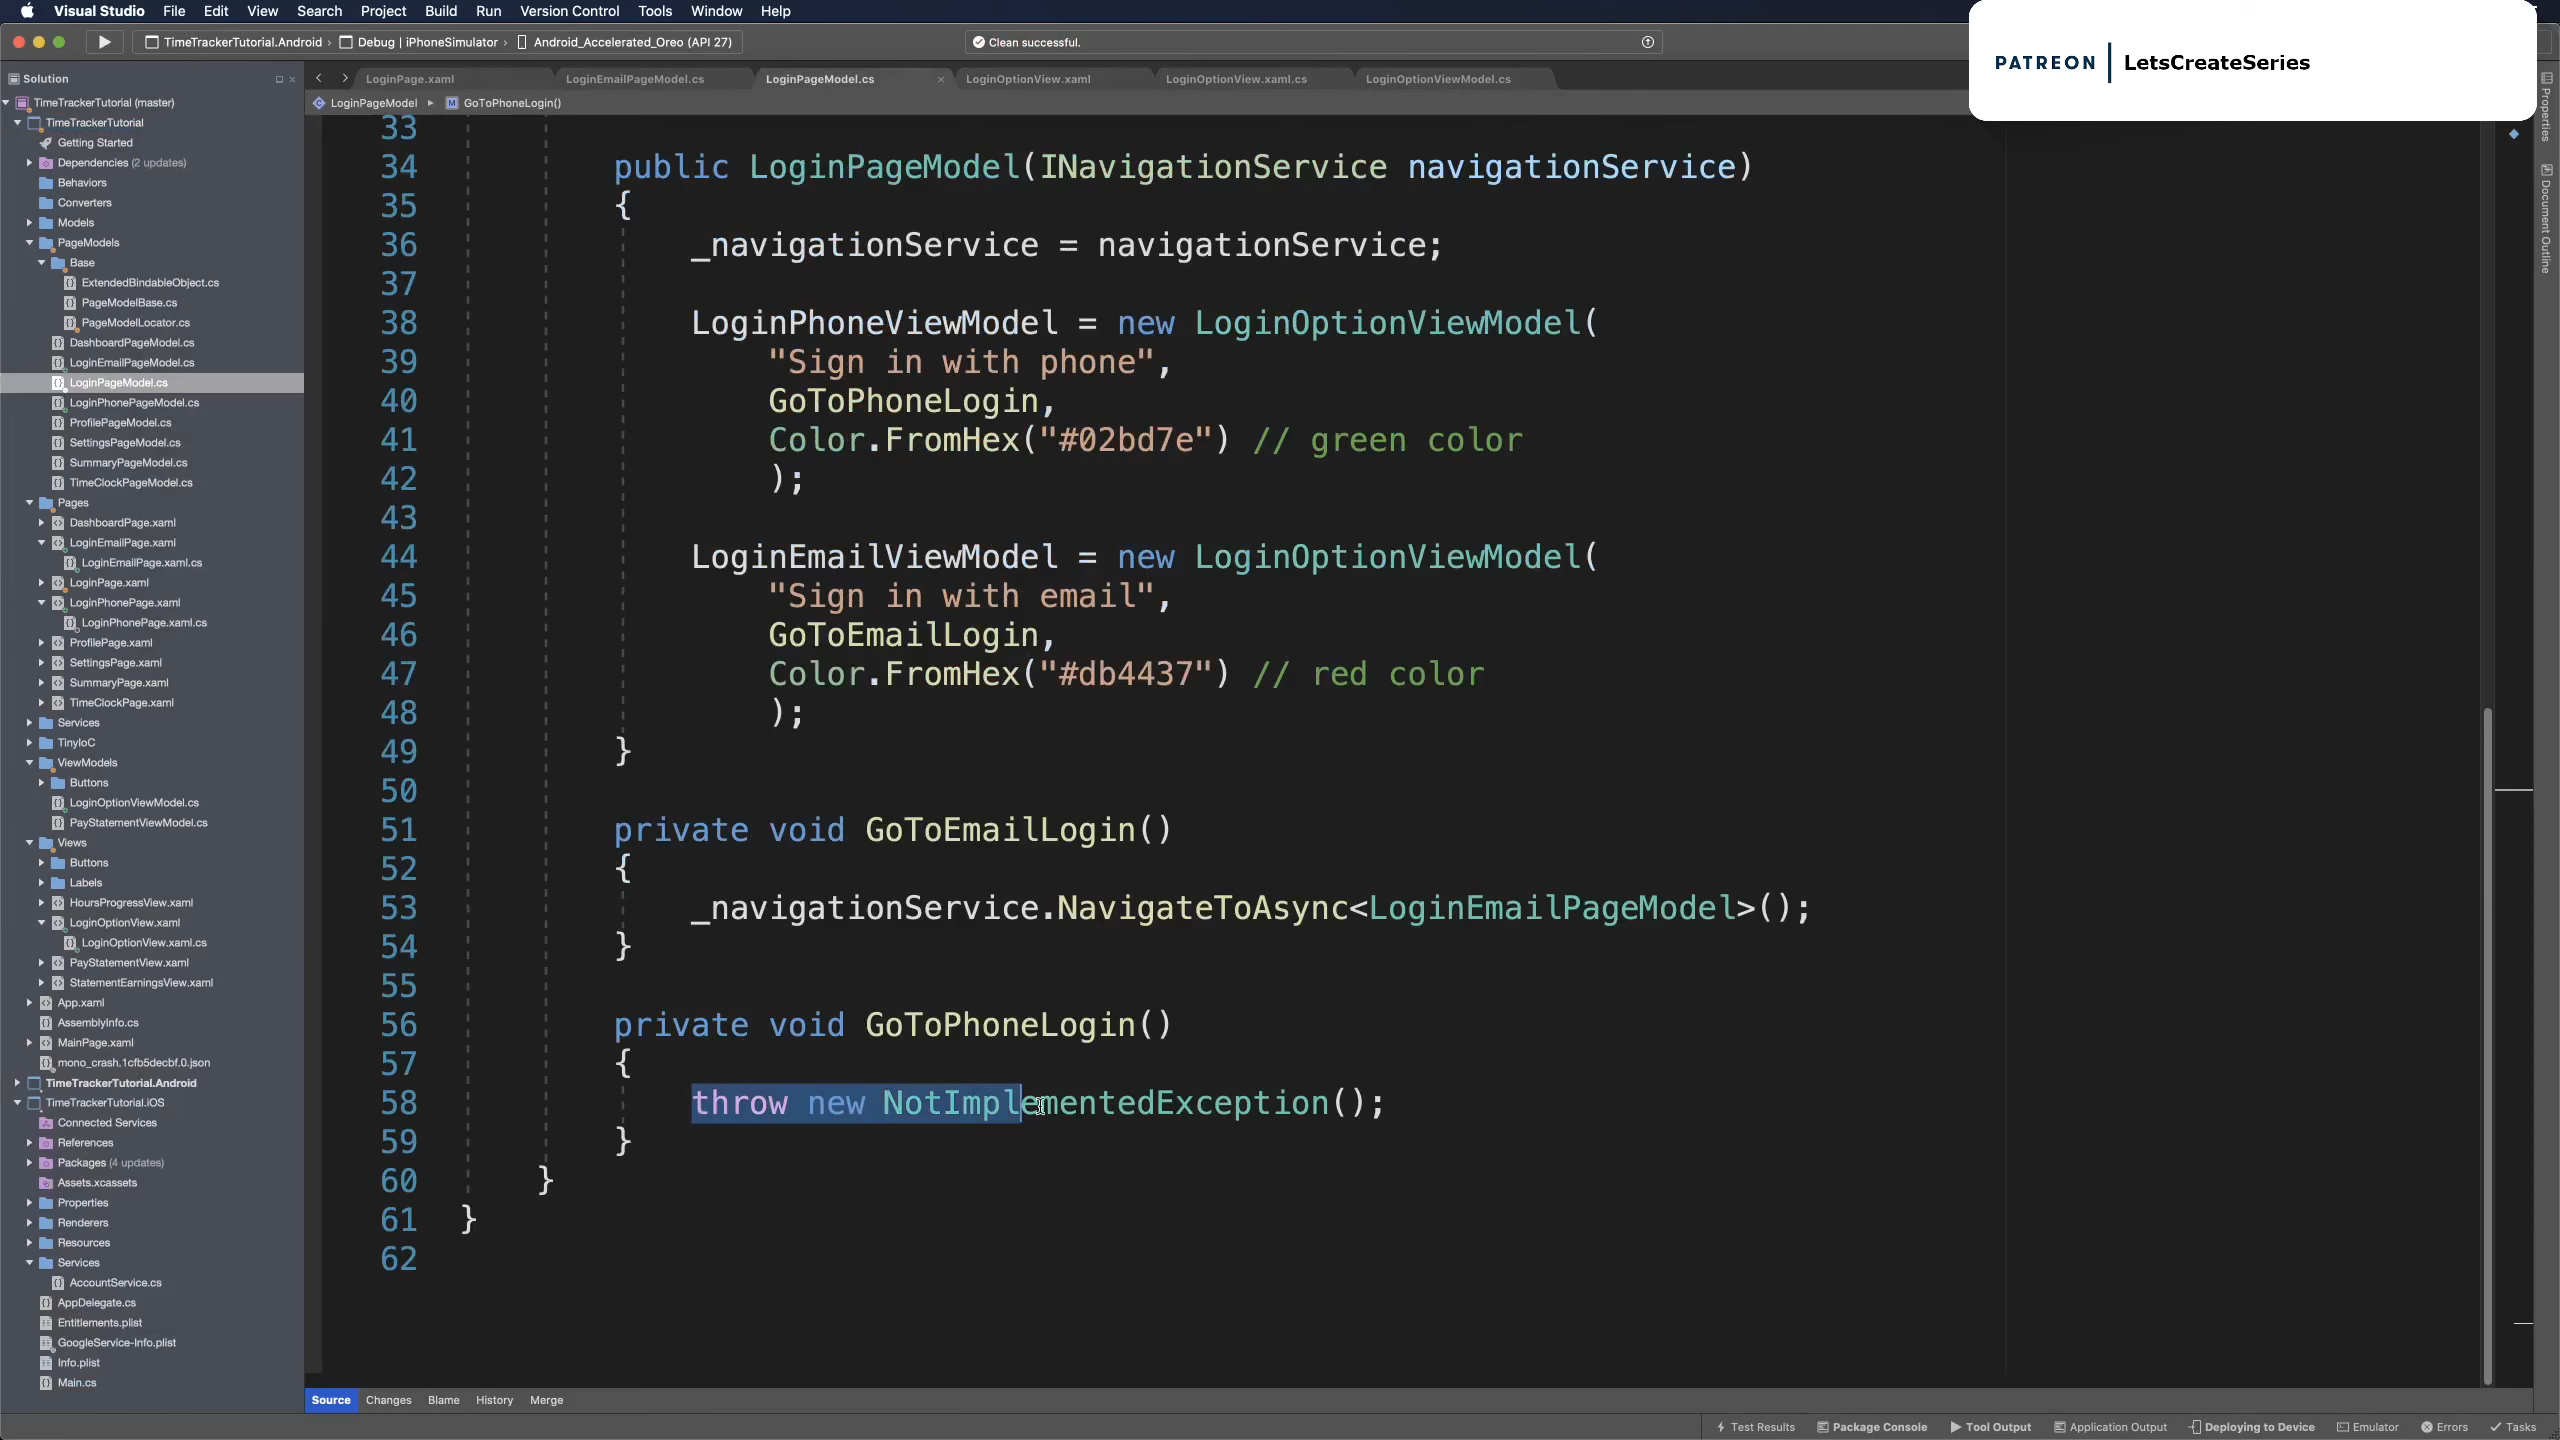 Visual Studio File Edit View Search Project Build Run Version Control Tools Window Help
TimeTrackerTutorial.Android › Debug | iPhoneSimulator › Android_Accelerated_Oreo (API 27) Clean successful.
PATREON | LetsCreateSeries
Solution
LoginPage.xaml LoginEmailPageModel.cs LoginPageModel.cs LoginOptionView.xaml LoginOptionView.xaml.cs LoginOptionViewModel.cs
LoginPageModel GoToPhoneLogin()
TimeTrackerTutorial (master)
TimeTrackerTutorial
Getting Started
Dependencies (2 updates)
Behaviors
Converters
Models
PageModels
Base
ExtendedBindableObject.cs
PageModelBase.cs
PageModelLocator.cs
DashboardPageModel.cs
LoginEmailPageModel.cs
LoginPageModel.cs
LoginPhonePageModel.cs
ProfilePageModel.cs
SettingsPageModel.cs
SummaryPageModel.cs
TimeClockPageModel.cs
Pages
DashboardPage.xaml
LoginEmailPage.xaml
LoginEmailPage.xaml.cs
LoginPage.xaml
LoginPhonePage.xaml
LoginPhonePage.xaml.cs
ProfilePage.xaml
SettingsPage.xaml
SummaryPage.xaml
TimeClockPage.xaml
Services
TinyIoC
ViewModels
Buttons
LoginOptionViewModel.cs
PayStatementViewModel.cs
Views
Buttons
Labels
HoursProgressView.xaml
LoginOptionView.xaml
LoginOptionView.xaml.cs
PayStatementView.xaml
StatementEarningsView.xaml
App.xaml
AssemblyInfo.cs
MainPage.xaml
mono_crash.1cfb5decbf.0.json
TimeTrackerTutorial.Android
TimeTrackerTutorial.iOS
Connected Services
References
Packages (4 updates)
Assets.xcassets
Properties
Renderers
Resources
Services
AccountService.cs
AppDelegate.cs
Entitlements.plist
GoogleService-Info.plist
Info.plist
Main.cs
33
34 public LoginPageModel(INavigationService navigationService)
35 {
36 _navigationService = navigationService;
37
38 LoginPhoneViewModel = new LoginOptionViewModel(
39 "Sign in with phone",
40 GoToPhoneLogin,
41 Color.FromHex("#02bd7e") // green color
42 );
43
44 LoginEmailViewModel = new LoginOptionViewModel(
45 "Sign in with email",
46 GoToEmailLogin,
47 Color.FromHex("#db4437") // red color
48 );
49 }
50
51 private void GoToEmailLogin()
52 {
53 _navigationService.NavigateToAsync<LoginEmailPageModel>();
54 }
55
56 private void GoToPhoneLogin()
57 {
58 throw new NotImplementedException();
59 }
60 }
61 }
62
Properties
Document Outline
Source Changes Blame History Merge
Test Results Package Console Tool Output Application Output Deploying to Device Emulator Errors Tasks